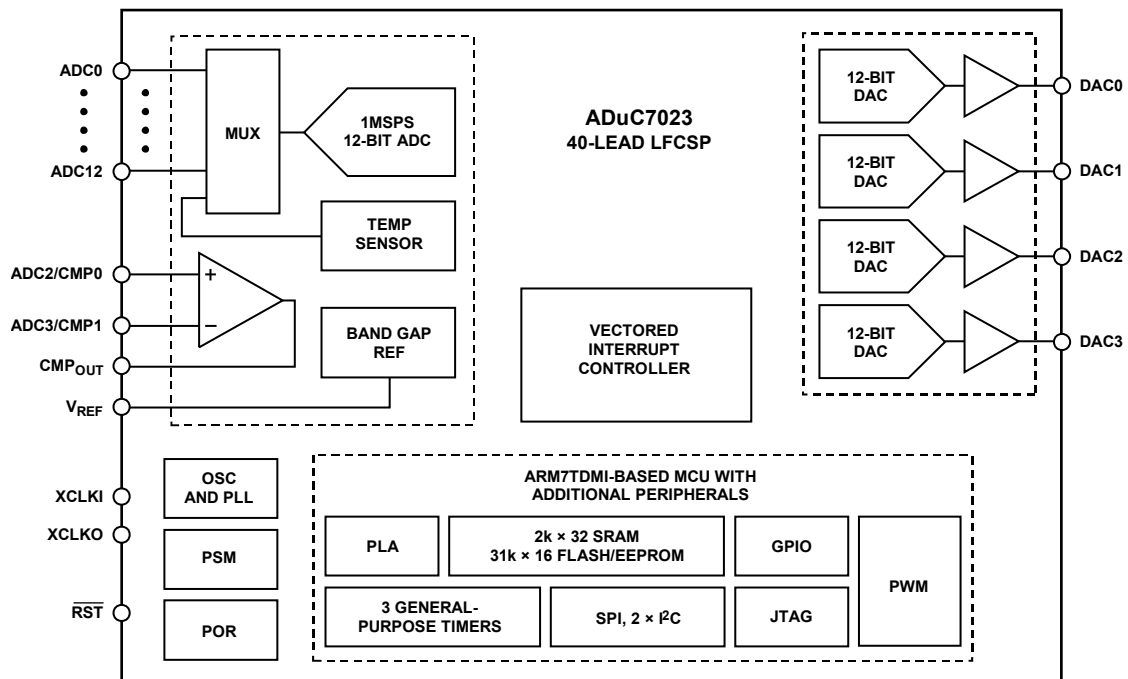 ADuC7023
40-LEAD LFCSP
ADC0
ADC12
ADC2/CMP0
ADC3/CMP1
CMPOUT
VREF
XCLKI
XCLKO
RST
MUX
1MSPS
12-BIT ADC
TEMP
SENSOR
+
−
BAND GAP
REF
OSC
AND PLL
PSM
POR
VECTORED
INTERRUPT
CONTROLLER
12-BIT
DAC
DAC0
12-BIT
DAC
DAC1
12-BIT
DAC
DAC2
12-BIT
DAC
DAC3
ARM7TDMI-BASED MCU WITH
ADDITIONAL PERIPHERALS
PLA
2k × 32 SRAM
31k × 16 FLASH/EEPROM
GPIO
PWM
3 GENERAL-
PURPOSE TIMERS
SPI, 2 × I²C
JTAG